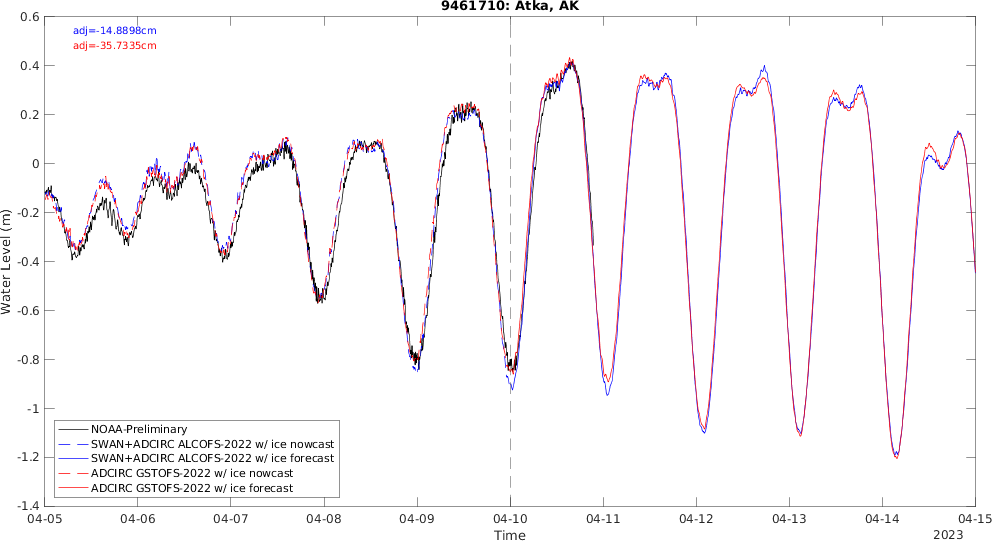 9461710: Atka, AK
adj=-14.8898cm
adj=-35.7335cm
Water Level (m)
0.6
0.4
0.2
0
-0.2
-0.4
-0.6
-0.8
-1
-1.2
-1.4
NOAA-Preliminary
SWAN+ADCIRC ALCOFS-2022 w/ ice nowcast
SWAN+ADCIRC ALCOFS-2022 w/ ice forecast
ADCIRC GSTOFS-2022 w/ ice nowcast
ADCIRC GSTOFS-2022 w/ ice forecast
04-05 04-06 04-07 04-08 04-09 04-10 04-11 04-12 04-13 04-14 04-15
Time
2023